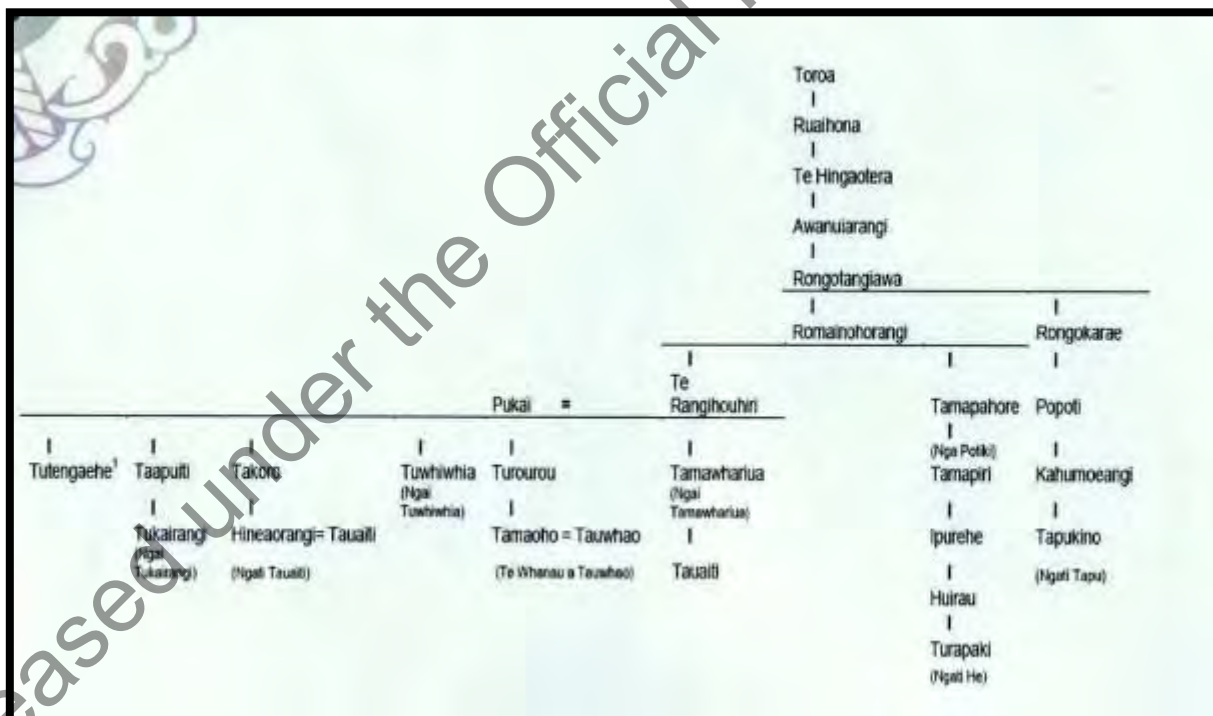 Toroa
Ruaihona
Te Hingaotera
Awanuiarangi
Rongotangiawa
Romainohorangi Rongokarae
Pukai = Te Rangihouhiri Tamapahore Popoti
(Nga Potiki)
Tutengaehe¹ Taapuiti Takoro Tuwhiwhia Turourou Tamawhariua Tamapiri Kahumoeangi
(Ngai Tuwhiwhia) (Ngai Tamawhariua)
Tukairangi Hineaorangi= Tauaiti Tamaoho = Tauwhao Ipurehe Tapukino
(Ngai Tukairangi) (Ngati Tauaiti) (Te Whanau a Tauwhao) Tauaiti (Ngati Tapu)
Huirau
Turapaki
(Ngati He)
eased under the Official